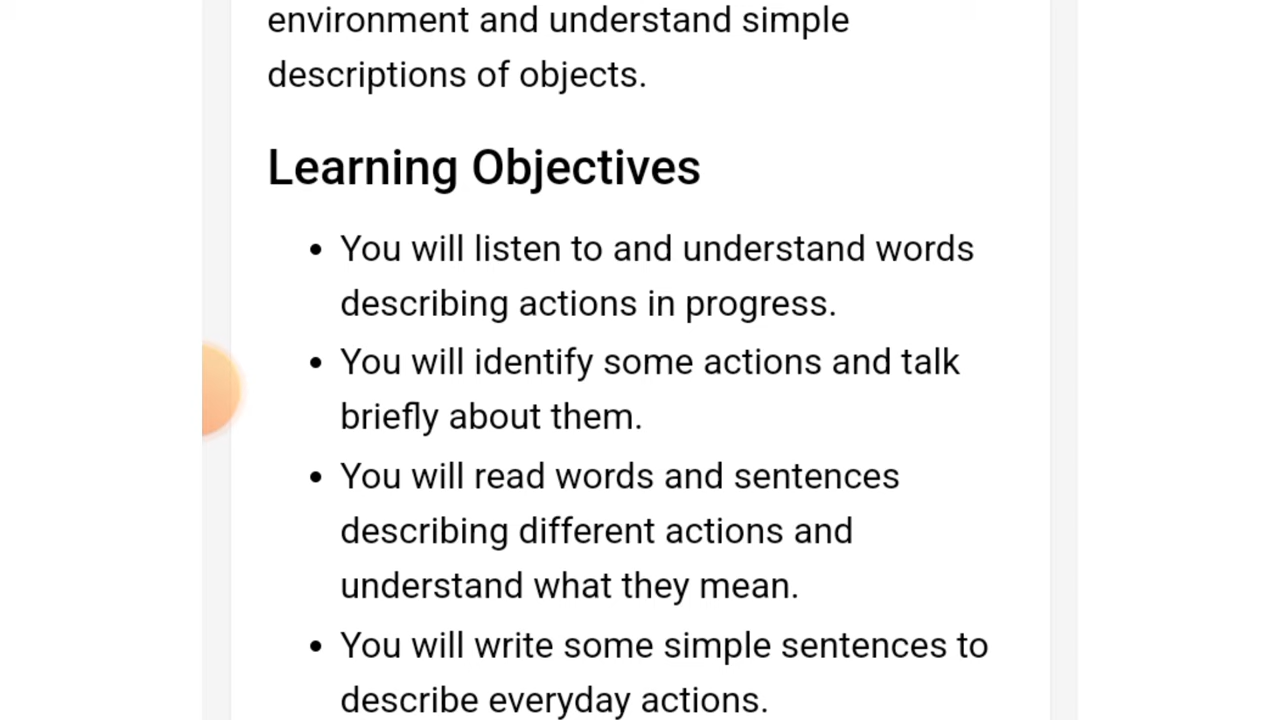 environment and understand simple
descriptions of objects.
Learning Objectives
• You will listen to and understand words
describing actions in progress.
• You will identify some actions and talk
briefly about them.
• You will read words and sentences
describing different actions and
understand what they mean.
• You will write some simple sentences to
describe everyday actions.